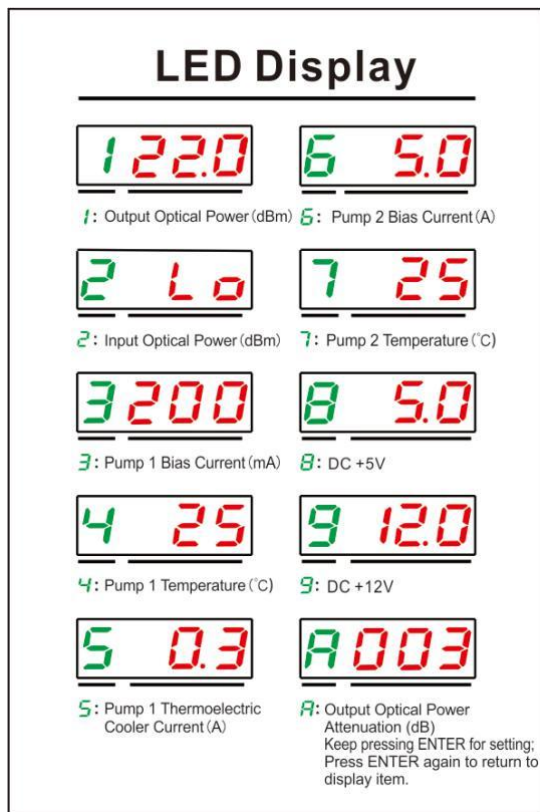 LED Display
1 22.0
1: Output Optical Power (dBm)
2 Lo
2: Input Optical Power (dBm)
3 200
3: Pump 1 Bias Current (mA)
4 25
4: Pump 1 Temperature (℃)
5 0.3
5: Pump 1 Thermoelectric
Cooler Current (A)
6 5.0
6: Pump 2 Bias Current (A)
7 25
7: Pump 2 Temperature (℃)
8 5.0
8: DC +5V
9 12.0
9: DC +12V
A 003
A: Output Optical Power
Attenuation (dB)
Keep pressing ENTER for setting;
Press ENTER again to return to
display item.